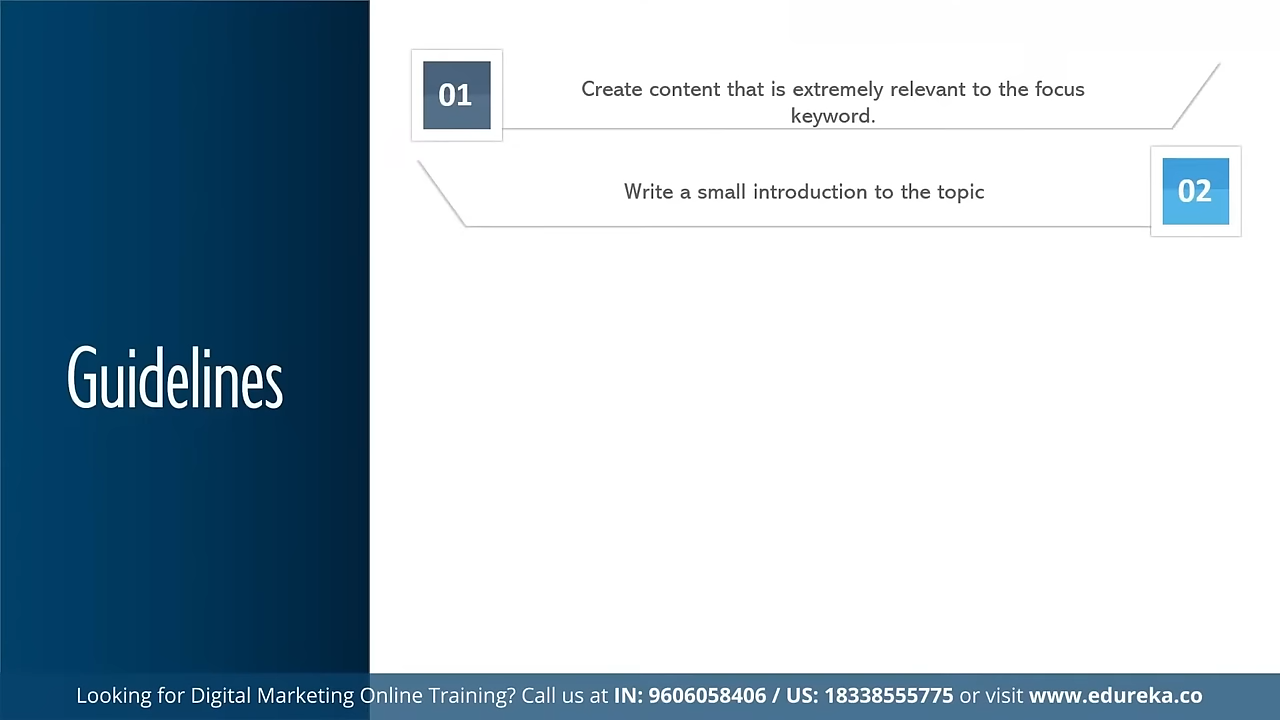 Guidelines
01
Create content that is extremely relevant to the focus
keyword.
Write a small introduction to the topic
02
Looking for Digital Marketing Online Training? Call us at IN: 9606058406 / US: 18338555775 or visit www.edureka.co